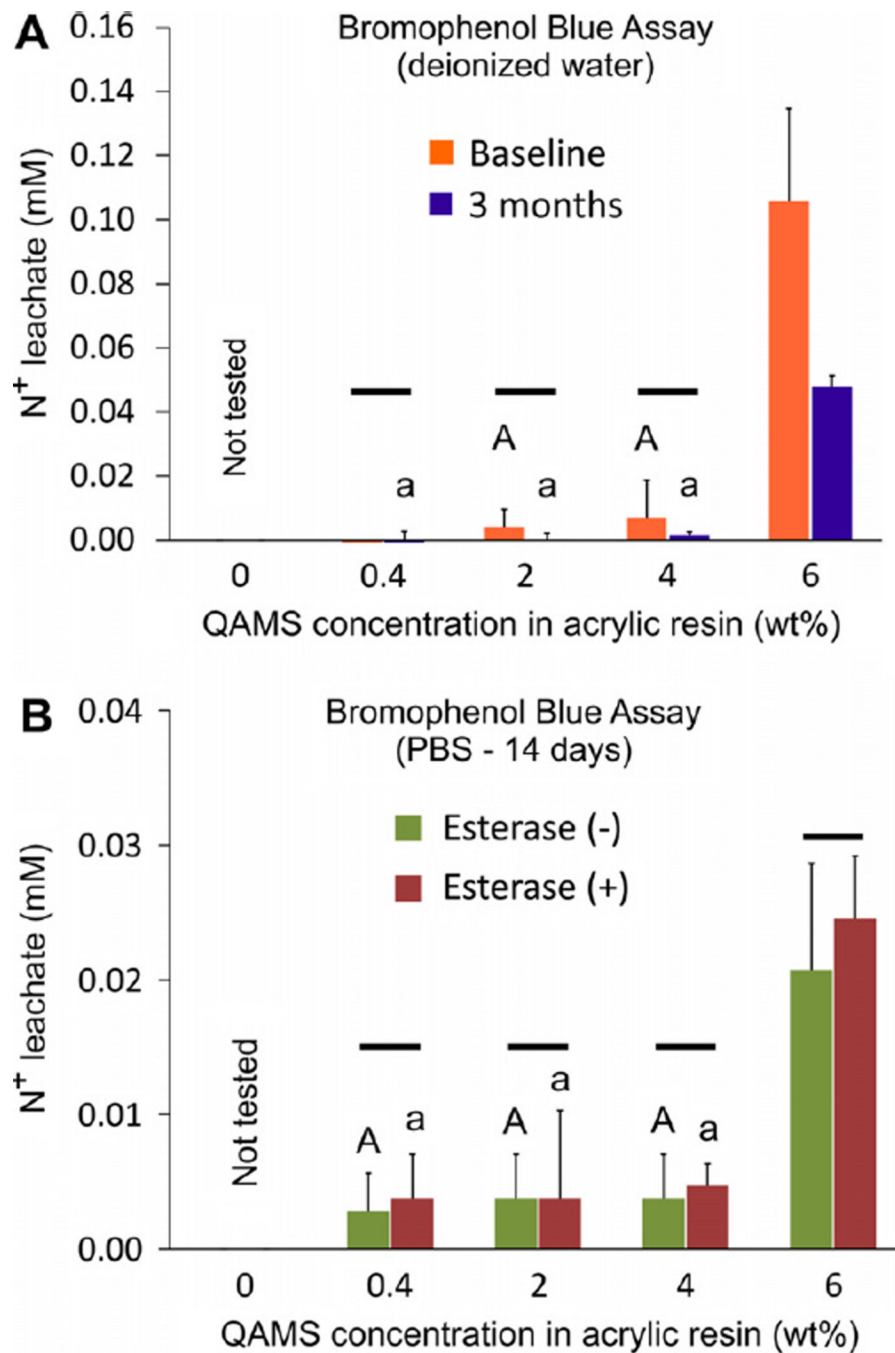 A
Bromophenol Blue Assay
(deionized water)
0.16
0.14
0.12
0.10
0.08
0.06
0.04
0.02
0.00
N+ leachate (mM)
Baseline
3 months
Not tested
a
A
a
A
a
0
0.4
2
4
6
QAMS concentration in acrylic resin (wt%)
B
Bromophenol Blue Assay
(PBS - 14 days)
0.04
0.03
0.02
0.01
0.00
N+ leachate (mM)
Esterase (-)
Esterase (+)
Not tested
A
a
A
a
A
a
0
0.4
2
4
6
QAMS concentration in acrylic resin (wt%)